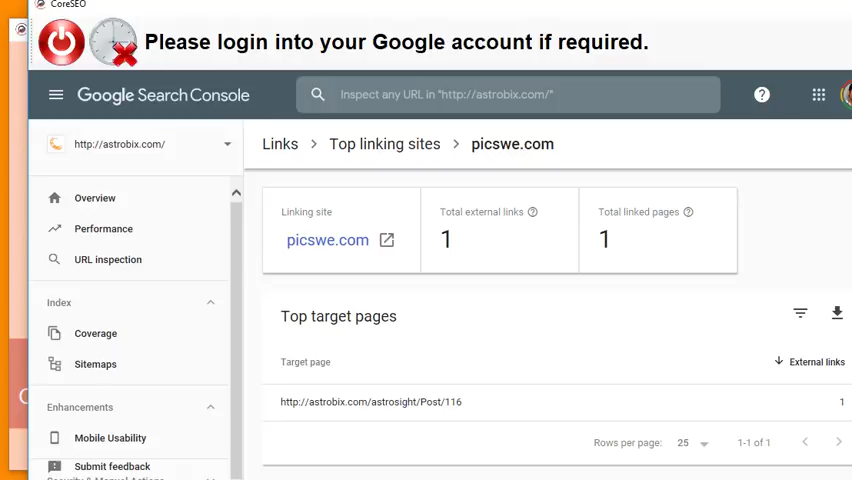 CoreSEO
Please login into your Google account if required.
Google Search Console
Inspect any URL in "http://astrobix.com/"
http://astrobix.com/
Links > Top linking sites > picswe.com
Overview
Performance
URL inspection
Index
Coverage
Sitemaps
Enhancements
Mobile Usability
Submit feedback
Security & Manual Actions
Linking site
picswe.com
Total external links
1
Total linked pages
1
Top target pages
Target page
External links
http://astrobix.com/astrosight/Post/116
1
Rows per page: 25
1-1 of 1